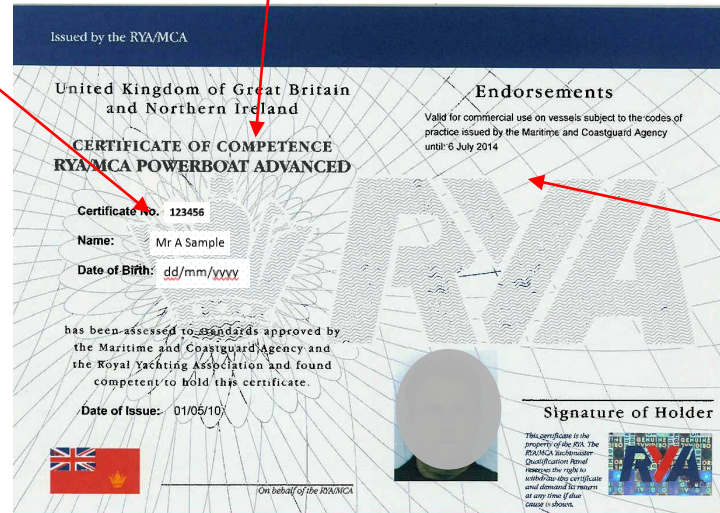 Issued by the RYA/MCA
United Kingdom of Great Britain
and Northern Ireland
CERTIFICATE OF COMPETENCE
RYA/MCA POWERBOAT ADVANCED
Certificate No. 123456
Name: Mr A Sample
Date of Birth: dd/mm/yyyy
has been assessed to standards approved by
the Maritime and Coastguard Agency and
the Royal Yachting Association and found
competent to hold this certificate.
Date of Issue: 01/05/10
On behalf of the RYA/MCA
Endorsements
Valid for commercial use on vessels subject to the codes of
practice issued by the Maritime and Coastguard Agency
until: 6 July 2014
RYA
Signature of Holder
This certificate is the
property of the RYA. The
RYA/MCA Yachtmaster
Qualification Panel
reserves the right to
withdraw this certificate
and demand its return
at any time if due
cause is shown.
GENUINE
RYA